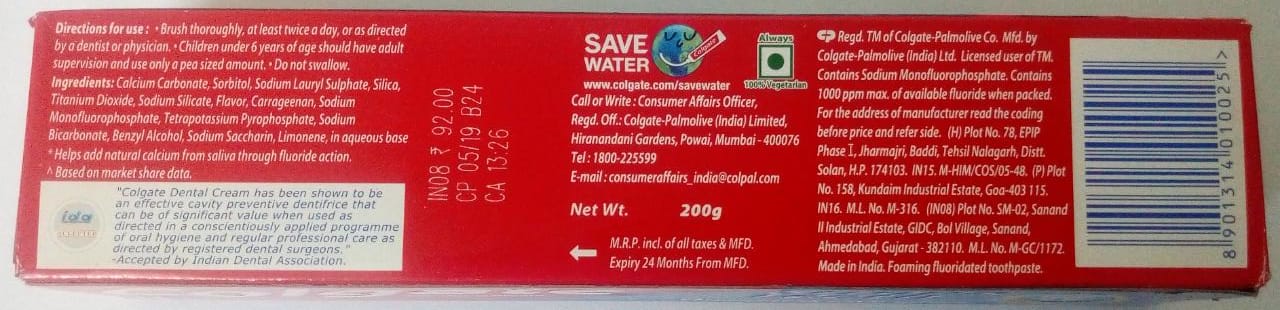 Directions for use : • Brush thoroughly, at least twice a day, or as directed
by a dentist or physician. • Children under 6 years of age should have adult
supervision and use only a pea sized amount. • Do not swallow.
Ingredients: Calcium Carbonate, Sorbitol, Sodium Lauryl Sulphate, Silica,
Titanium Dioxide, Sodium Silicate, Flavor, Carrageenan, Sodium
Monofluorophosphate, Tetrapotassium Pyrophosphate, Sodium
Bicarbonate, Benzyl Alcohol, Sodium Saccharin, Limonene, in aqueous base
* Helps add natural calcium from saliva through fluoride action.
^ Based on market share data.
ida
"Colgate Dental Cream has been shown to be
an effective cavity preventive dentifrice that
can be of significant value when used as
directed in a conscientiously applied programme
of oral hygiene and regular professional care as
directed by registered dental surgeons."
-Accepted by Indian Dental Association.
IN08 ₹ 92.00
CP 05/19 B24
CA 13:26
SAVE
WATER
Colgate
www.colgate.com/savewater
Always
100% Vegetarian
Call or Write : Consumer Affairs Officer,
Regd. Off.: Colgate-Palmolive (India) Limited,
Hiranandani Gardens, Powai, Mumbai - 400076
Tel : 1800-225599
E-mail : consumeraffairs_india@colpal.com
Net Wt. 200g
M.R.P. incl. of all taxes & MFD.
Expiry 24 Months From MFD.
CP Regd. TM of Colgate-Palmolive Co. Mfd. by
Colgate-Palmolive (India) Ltd. Licensed user of TM.
Contains Sodium Monofluorophosphate. Contains
1000 ppm max. of available fluoride when packed.
For the address of manufacturer read the coding
before price and refer side. (H) Plot No. 78, EPIP
Phase I, Jharmajri, Baddi, Tehsil Nalagarh, Distt.
Solan, H.P. 174103. IN15. M-HIM/COS/05-48. (P) Plot
No. 158, Kundaim Industrial Estate, Goa-403 115.
IN16. M.L. No. M-316. (IN08) Plot No. SM-02, Sanand
II Industrial Estate, GIDC, Bol Village, Sanand,
Ahmedabad, Gujarat - 382110. M.L. No. M-GC/1172.
Made in India. Foaming fluoridated toothpaste.
8 901314 010025 >